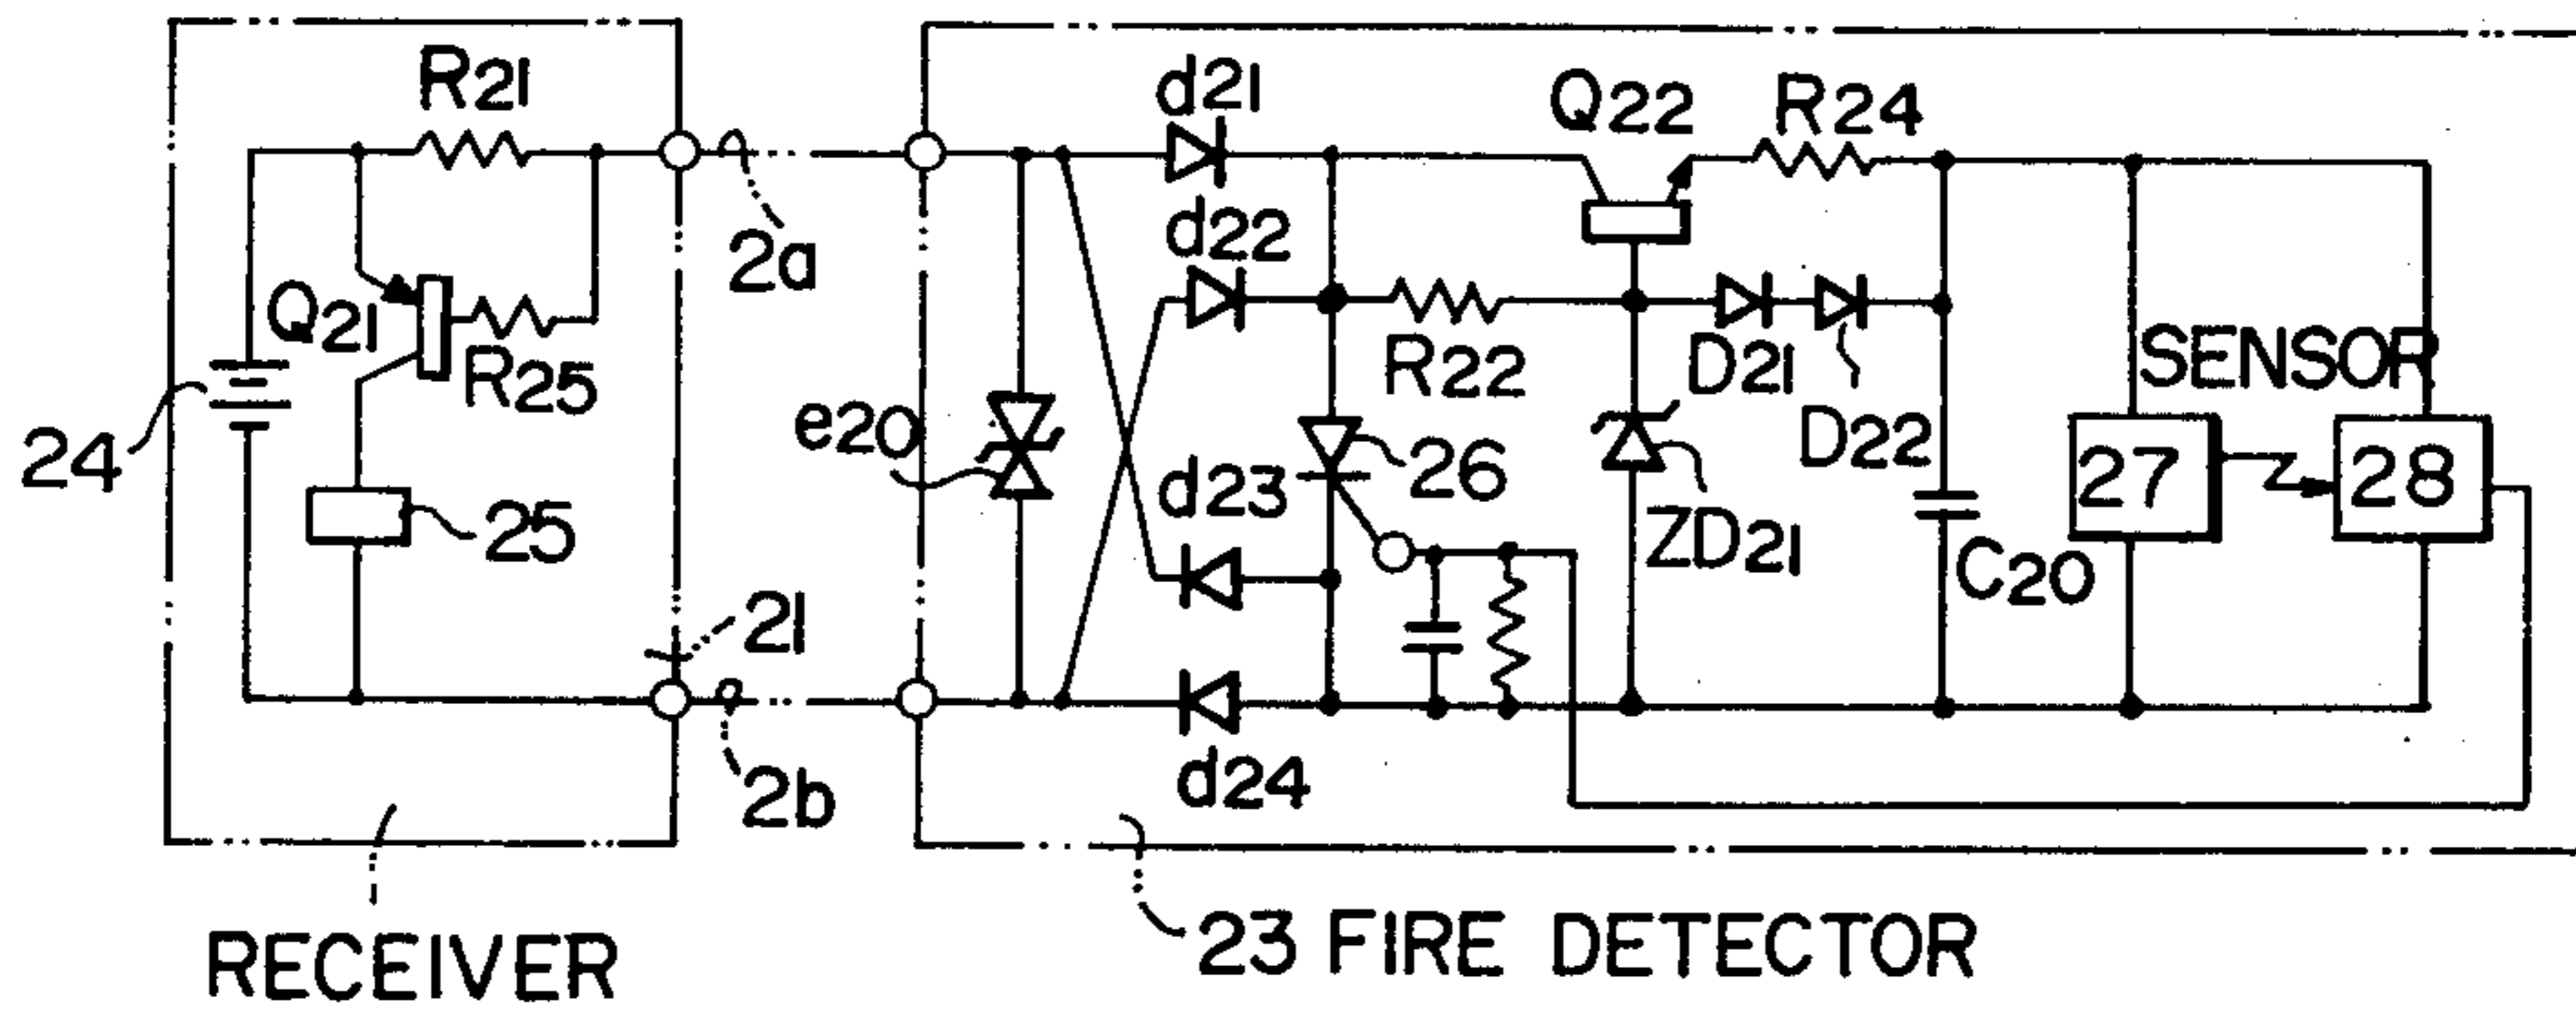 R21
d21
Q22
R24
2a
d22
Q21
R25
R22
D21
SENSOR
24
e20
26
D22
27
28
25
d23
ZD21
C20
21
2b
d24
RECEIVER
23 FIRE DETECTOR